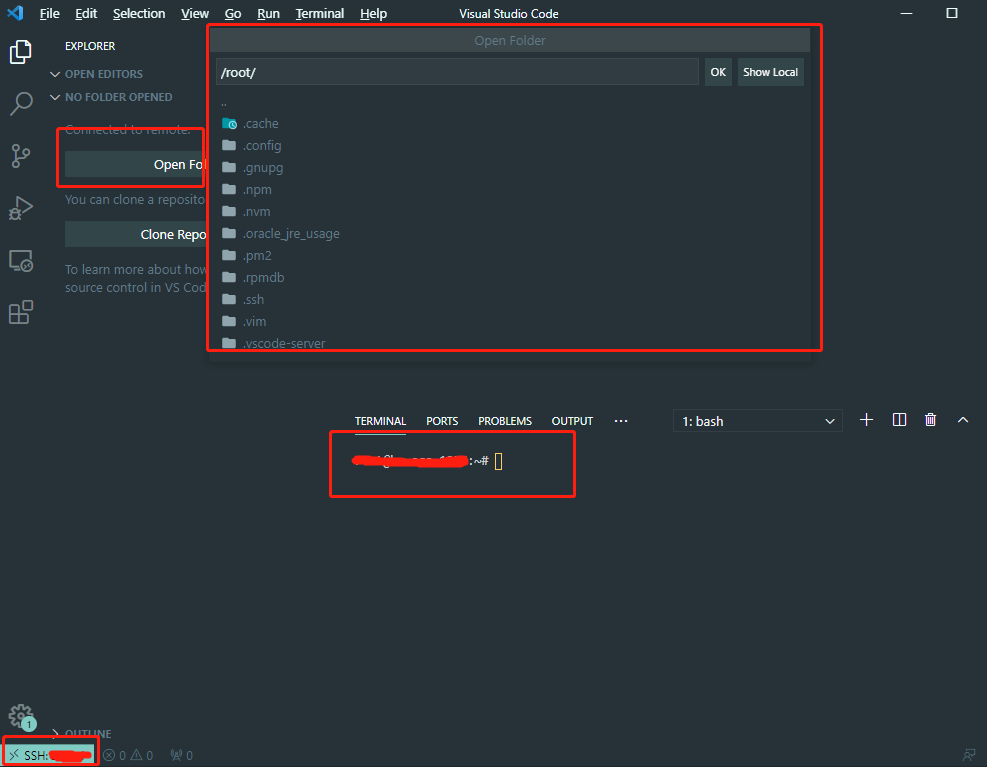 File Edit Selection View Go Run Terminal Help Visual Studio Code
EXPLORER
OPEN EDITORS
NO FOLDER OPENED
Connected to remote.
Open Fol
You can clone a reposito
Clone Repo
To learn more about how
source control in VS Cod
Open Folder
/root/
OK
Show Local
..
.cache
.config
.gnupg
.npm
.nvm
.oracle_jre_usage
.pm2
.rpmdb
.ssh
.vim
.vscode-server
TERMINAL PORTS PROBLEMS OUTPUT ··· 1: bash
:~#
1
OUTLINE
SSH: 0 0 0